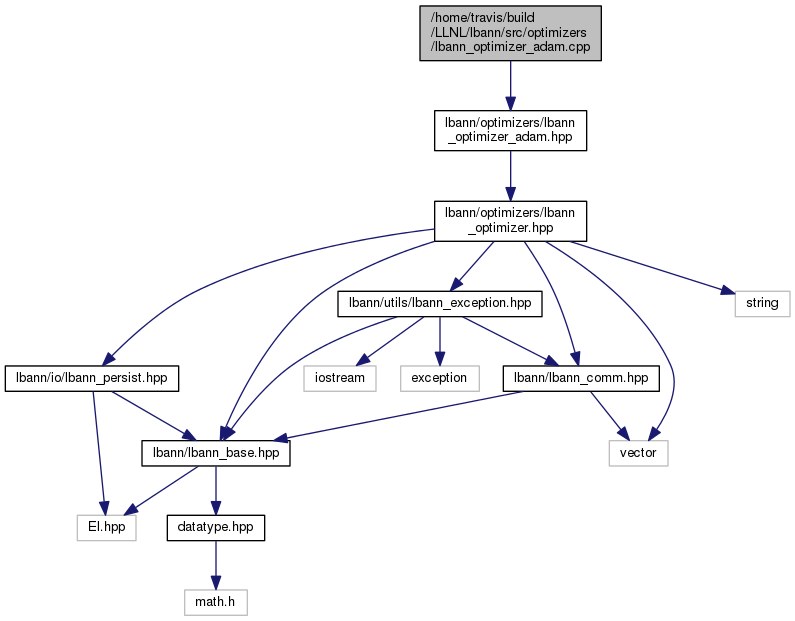 /home/travis/build
/LLNL/lbann/src/optimizers
/lbann_optimizer_adam.cpp
lbann/optimizers/lbann
_optimizer_adam.hpp
lbann/optimizers/lbann
_optimizer.hpp
lbann/utils/lbann_exception.hpp
string
lbann/io/lbann_persist.hpp
iostream
exception
lbann/lbann_comm.hpp
lbann/lbann_base.hpp
vector
El.hpp
datatype.hpp
math.h